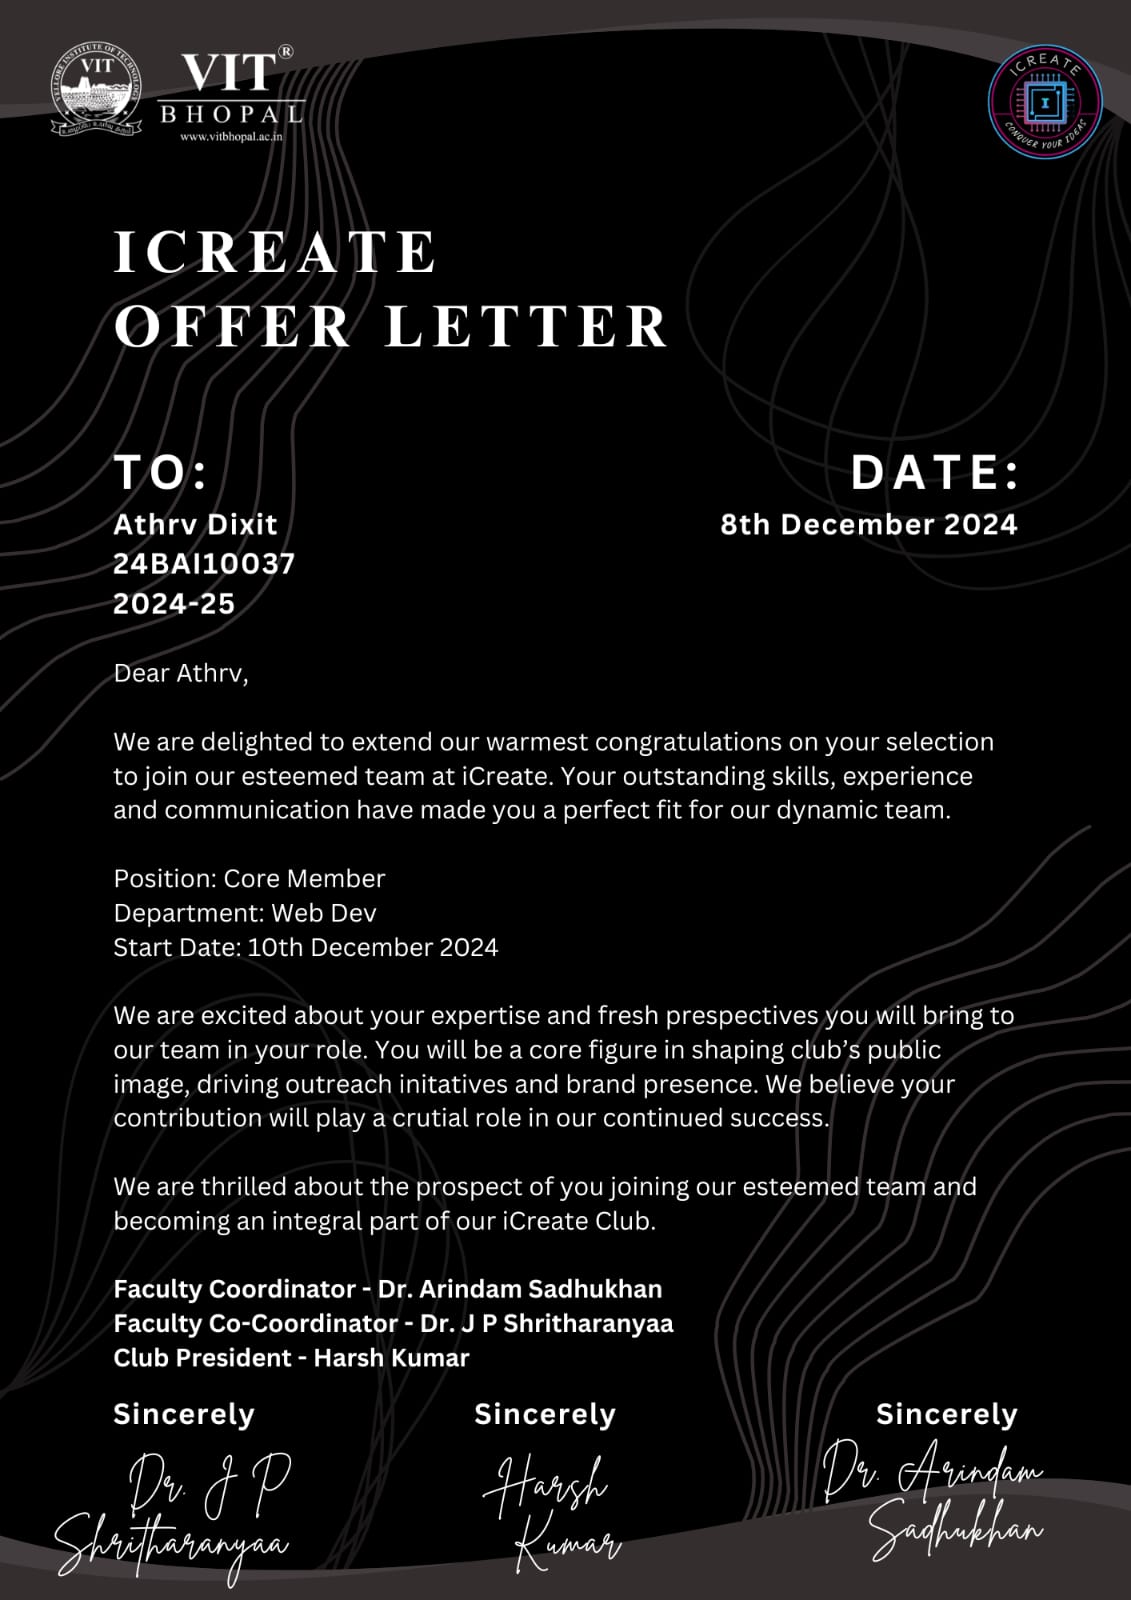 VELLORE INSTITUTE OF TECHNOLOGY
VIT
VIT®
BHOPAL
www.vitbhopal.ac.in
ICREATE
I
CONQUER YOUR IDEAS
ICREATE
OFFER LETTER
TO:
DATE:
Athrv Dixit
8th December 2024
24BAI10037
2024-25
Dear Athrv,
We are delighted to extend our warmest congratulations on your selection
to join our esteemed team at iCreate. Your outstanding skills, experience
and communication have made you a perfect fit for our dynamic team.
Position: Core Member
Department: Web Dev
Start Date: 10th December 2024
We are excited about your expertise and fresh prespectives you will bring to
our team in your role. You will be a core figure in shaping club’s public
image, driving outreach initatives and brand presence. We believe your
contribution will play a crutial role in our continued success.
We are thrilled about the prospect of you joining our esteemed team and
becoming an integral part of our iCreate Club.
Faculty Coordinator - Dr. Arindam Sadhukhan
Faculty Co-Coordinator - Dr. J P Shritharanyaa
Club President - Harsh Kumar
Sincerely
Dr. J P
Shritharanyaa
Sincerely
Harsh
Kumar
Sincerely
Dr. Arindam
Sadhukhan